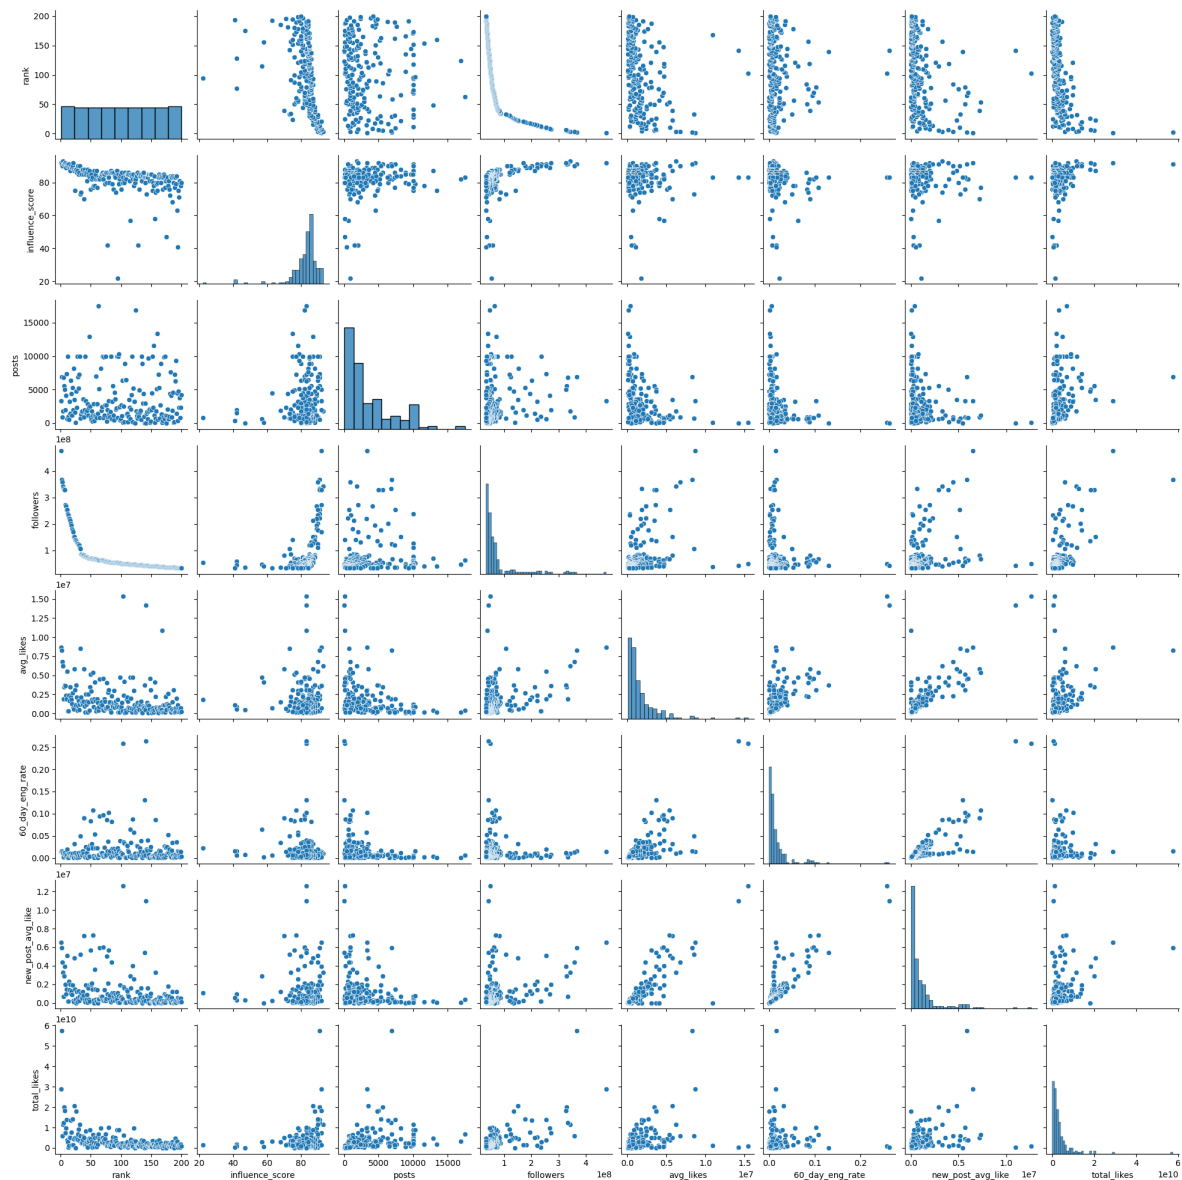 200
150
100
50
0
rank
80
60
40
20
influence_score
15000
10000
5000
0
posts
1e8
4
3
2
1
followers
1e7
1.50
1.25
1.00
0.75
0.50
0.25
0.00
avg_likes
0.25
0.20
0.15
0.10
0.05
0.00
60_day_eng_rate
1e7
1.2
1.0
0.8
0.6
0.4
0.2
0.0
new_post_avg_like
1e10
6
5
4
3
2
1
0
total_likes
0 50 100 150 200 20 40 60 80 0 5000 10000 15000 1 2 3 4 0.0 0.5 1.0 1.5 0.0 0.1 0.2 0.0 0.5 1.0 0 2 4 6
1e8 1e7 1e7 1e10
rank influence_score posts followers avg_likes 60_day_eng_rate new_post_avg_like total_likes